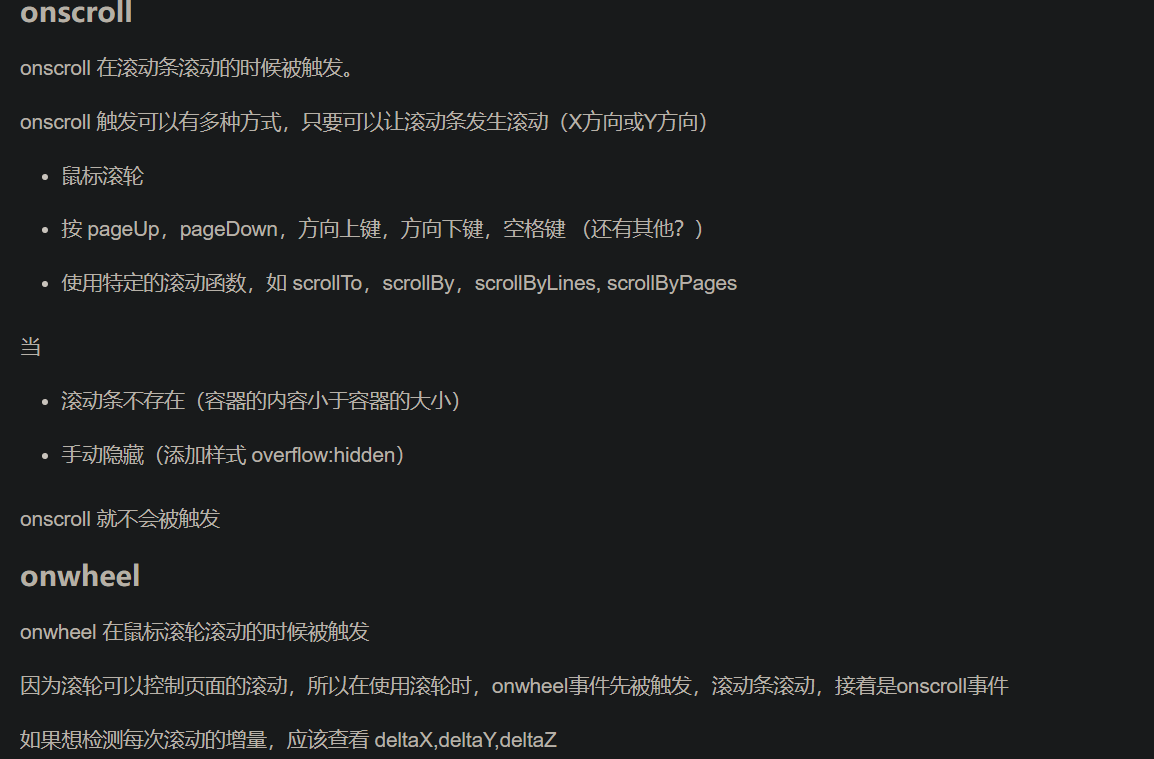 onscroll
onscroll 在滚动条滚动的时候被触发。
onscroll 触发可以有多种方式，只要可以让滚动条发生滚动（X方向或Y方向）
• 鼠标滚轮
• 按 pageUp，pageDown，方向上键，方向下键，空格键 （还有其他？）
• 使用特定的滚动函数，如 scrollTo，scrollBy，scrollByLines, scrollByPages
当
• 滚动条不存在（容器的内容小于容器的大小）
• 手动隐藏（添加样式 overflow:hidden）
onscroll 就不会被触发
onwheel
onwheel 在鼠标滚轮滚动的时候被触发
因为滚轮可以控制页面的滚动，所以在使用滚轮时，onwheel事件先被触发，滚动条滚动，接着是onscroll事件
如果想检测每次滚动的增量，应该查看 deltaX,deltaY,deltaZ